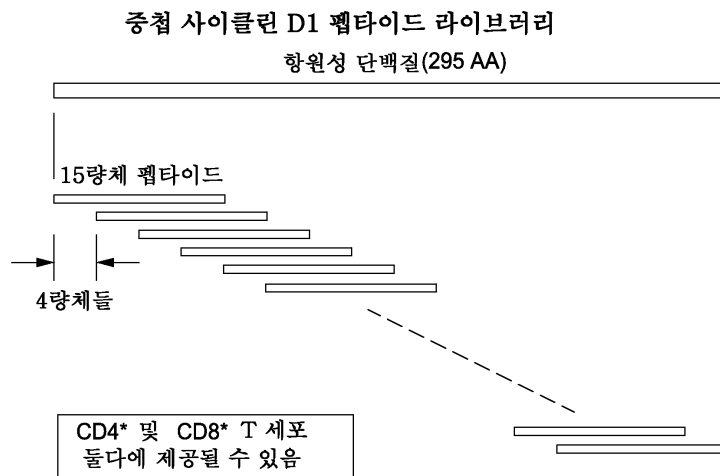 중첩 사이클린 D1 펩타이드 라이브러리
항원성 단백질(295 AA)
15량체 펩타이드
4량체들
CD4* 및 CD8* T 세포
둘다에 제공될 수 있음